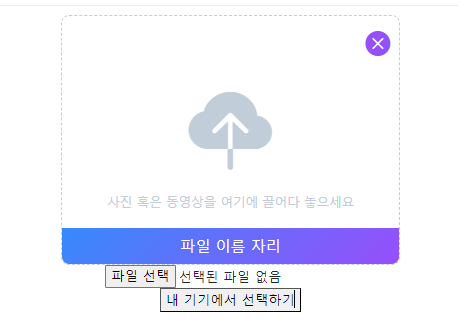 사진 혹은 동영상을 여기에 끌어다 놓으세요
파일 이름 자리
파일 선택 선택된 파일 없음
내 기기에서 선택하기